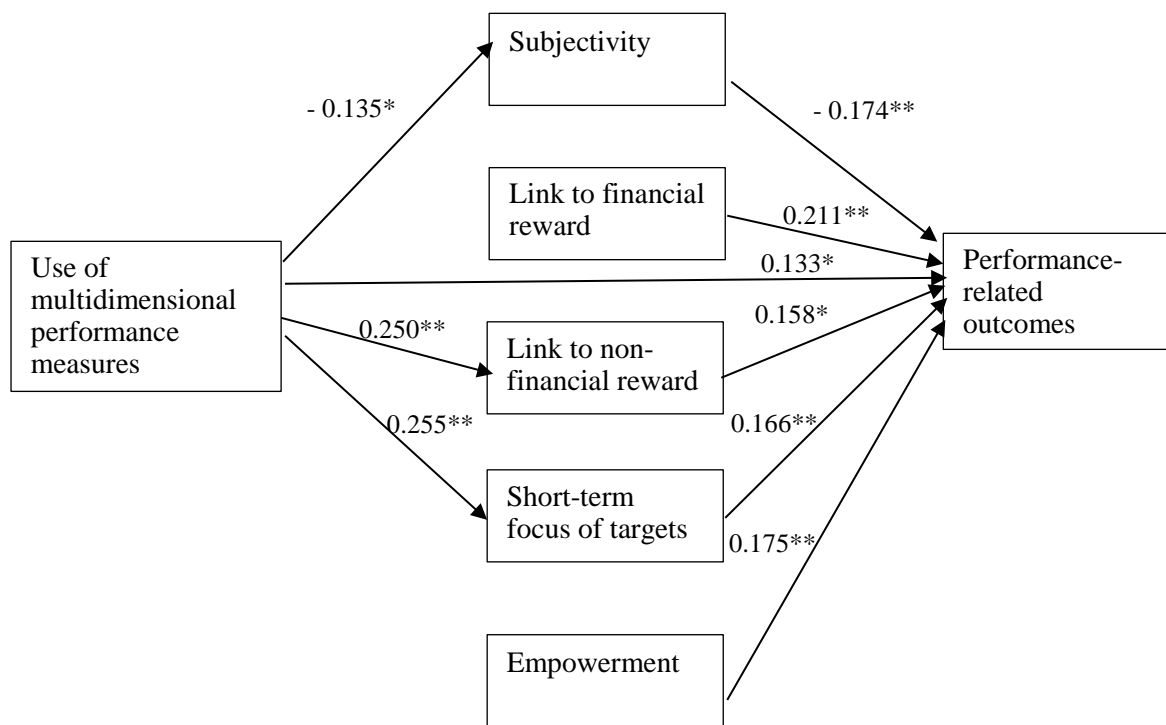 Subjectivity
- 0.135*
- 0.174**
Link to financial
reward
0.211**
Use of
multidimensional
performance
measures
0.133*
Performance-
related
outcomes
0.250**
Link to non-
financial reward
0.158*
0.255**
0.166**
Short-term
focus of targets
0.175**
Empowerment